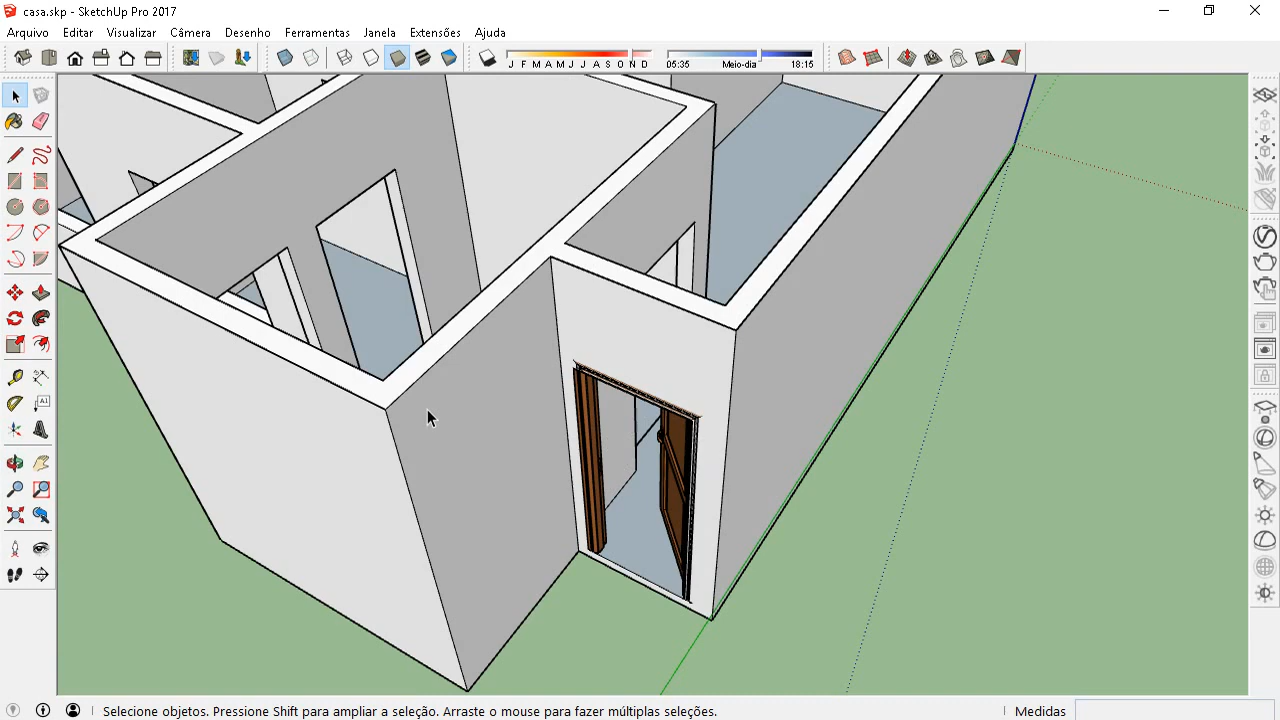 casa.skp - SketchUp Pro 2017
Arquivo Editar Visualizar Câmera Desenho Ferramentas Janela Extensões Ajuda
J F M A M J J A S O N D 05:35 Meio-dia 18:15
A1
Selecione objetos. Pressione Shift para ampliar a seleção. Arraste o mouse para fazer múltiplas seleções. Medidas